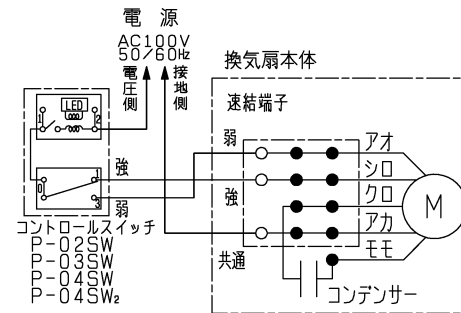 電源
AC100V
50/60Hz
電圧側
接地側
換気扇本体
速結端子
LED
1
2
弱
アオ
強
シロ
0
1
3
強
クロ
M
弱
アカ
コントロールスイッチ
共通
モモ
P-02SW
P-03SW
P-04SW
P-04SW₂
コンデンサー